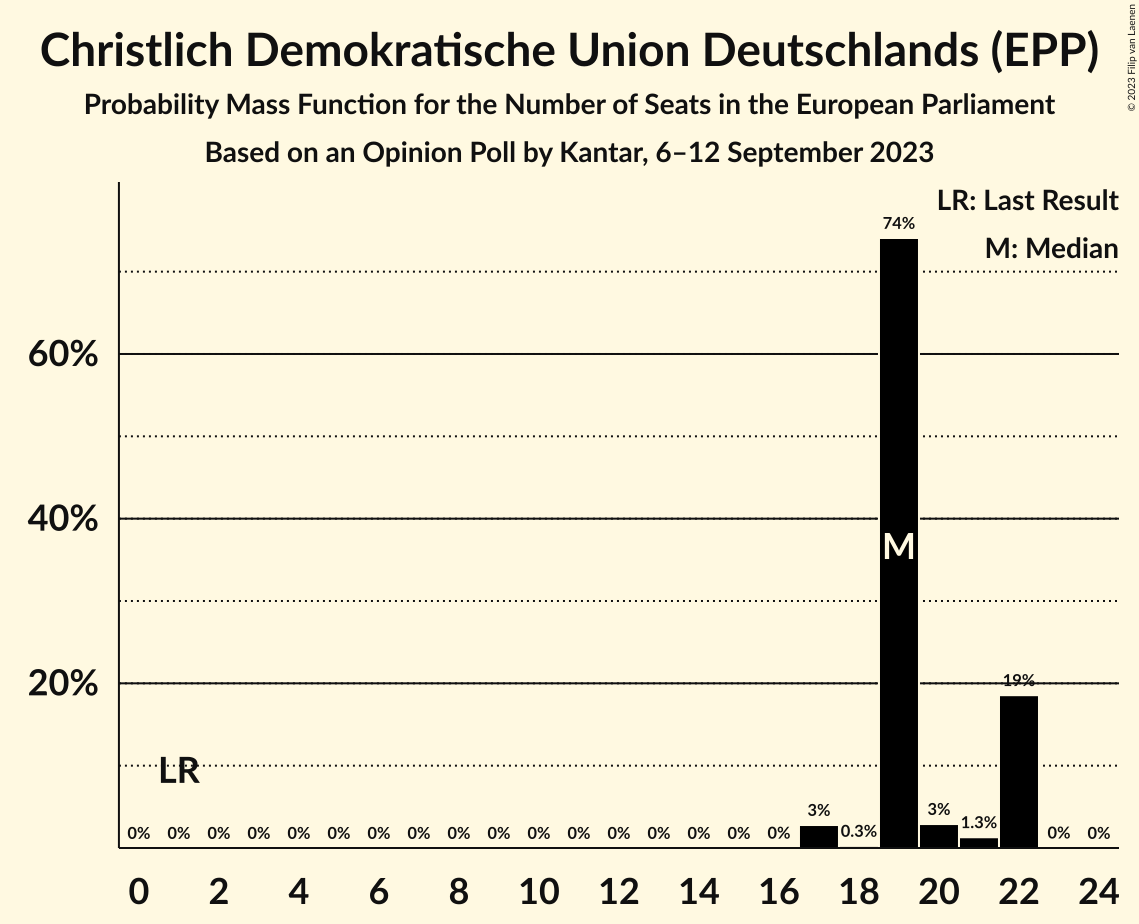 Christlich Demokratische Union Deutschlands (EPP)
Probability Mass Function for the Number of Seats in the European Parliament
Based on an Opinion Poll by Kantar, 6–12 September 2023
© 2023 Filip van Laenen
LR: Last Result
M: Median
74%
60%
40%
M
20%
19%
LR
0% 0% 0% 0% 0% 0% 0% 0% 0% 0% 0% 0% 0% 0% 0% 0% 0% 3% 0.3% 3% 1.3% 0% 0%
0 2 4 6 8 10 12 14 16 18 20 22 24